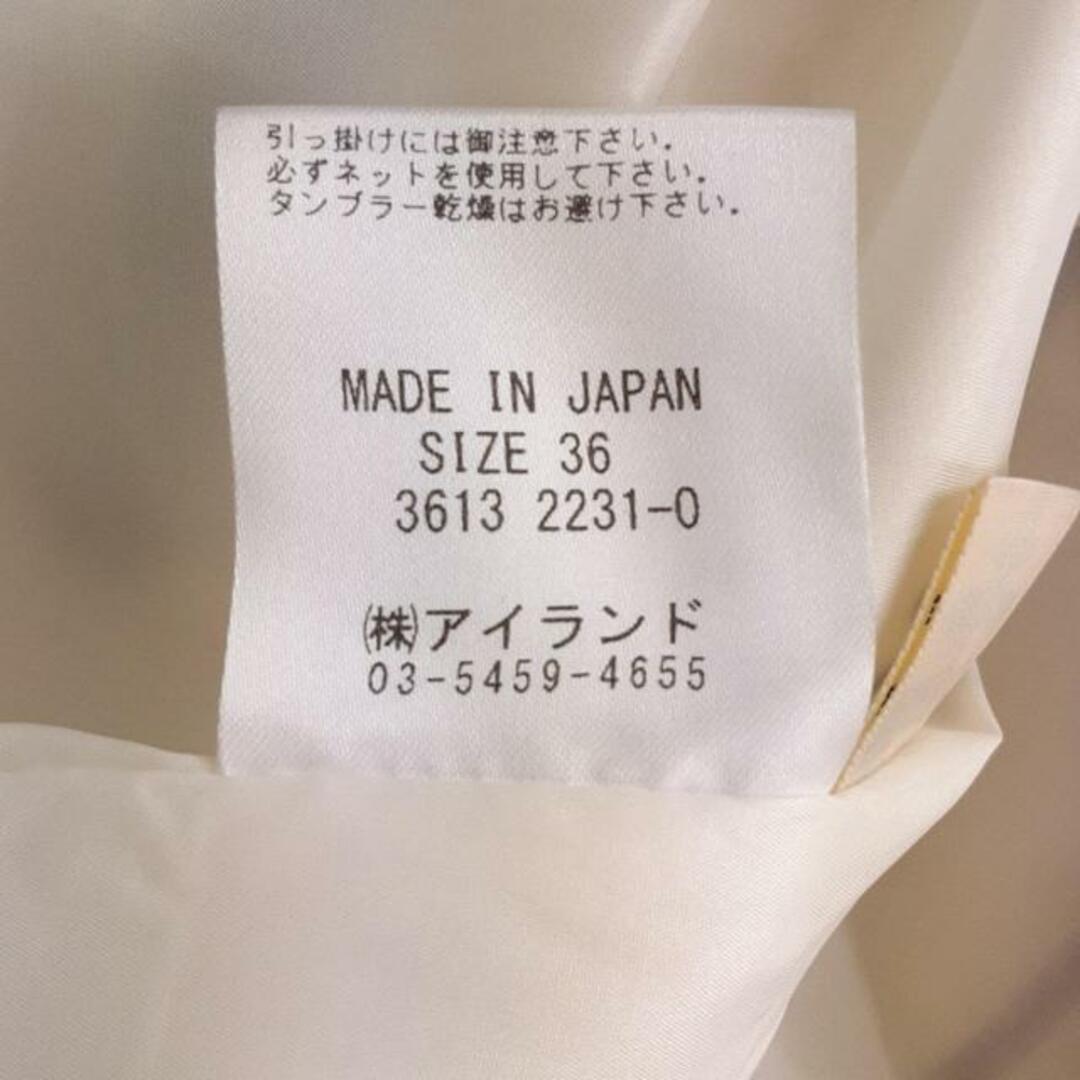 引っ掛けには御注意下さい.
必ずネットを使用して下さい.
タンブラー乾燥はお避け下さい.
MADE IN JAPAN
SIZE 36
3613 2231-0
㈱アイランド
03-5459-4655